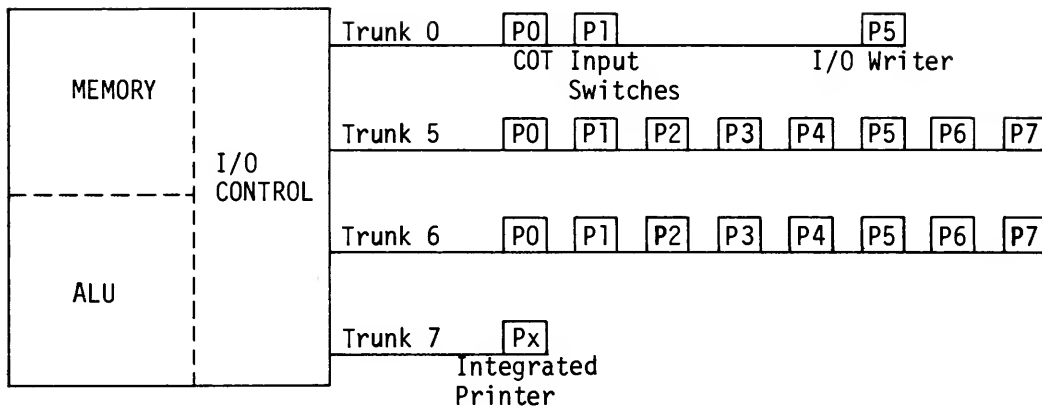 Trunk 0 P0 P1 P5
COT Input I/O Writer
Switches
MEMORY
Trunk 5 P0 P1 P2 P3 P4 P5 P6 P7
I/O
CONTROL
Trunk 6 P0 P1 P2 P3 P4 P5 P6 P7
ALU
Trunk 7 Px
Integrated
Printer